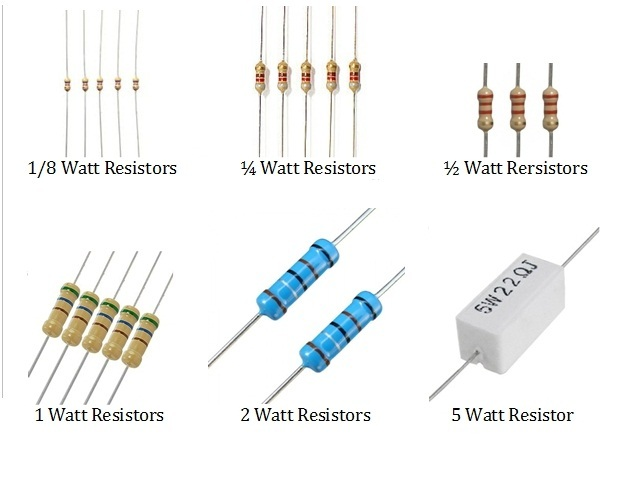 1/8 Watt Resistors
¼ Watt Resistors
½ Watt Rersistors
5W22ΩJ
1 Watt Resistors
2 Watt Resistors
5 Watt Resistor